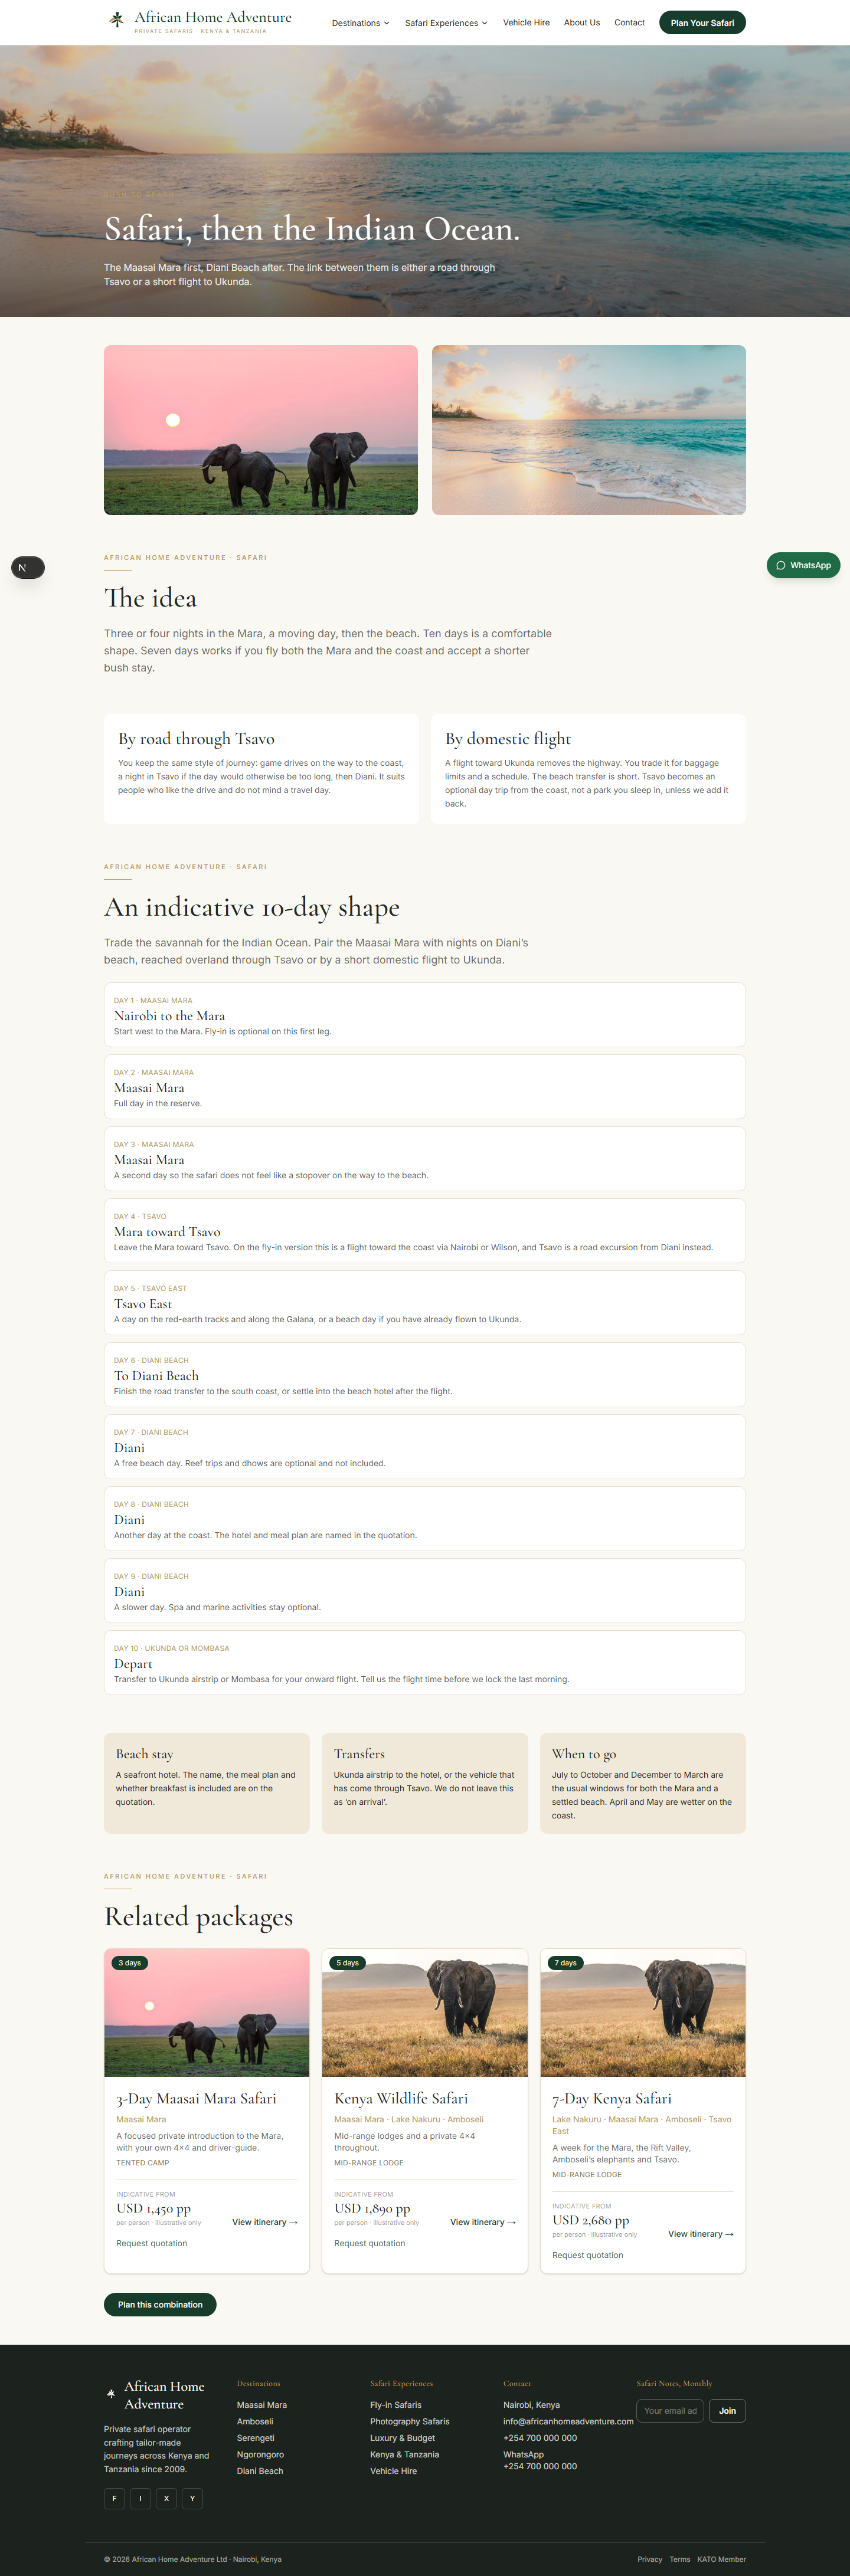 African Home Adventure
PRIVATE SAFARIS · KENYA & TANZANIA
Destinations
Safari Experiences
Vehicle Hire
About Us
Contact
Plan Your Safari
Safari, then the Indian Ocean.
The Maasai Mara first, Diani Beach after. The link between them is either a road through
Tsavo or a short flight to Ukunda.
AFRICAN HOME ADVENTURE · SAFARI
N
WhatsApp
The idea
Three or four nights in the Mara, a moving day, then the beach. Ten days is a comfortable
shape. Seven days works if you fly both the Mara and the coast and accept a shorter
bush stay.
By road through Tsavo
You keep the same style of journey: game drives on the way to the coast,
a night in Tsavo if the day would otherwise be too long, then Diani. It suits
people who like the drive and do not mind a travel day.
By domestic flight
A flight toward Ukunda removes the highway. You trade it for baggage
limits and a schedule. The beach transfer is short. Tsavo becomes an
optional day trip from the coast, not a park you sleep in, unless we add it
back.
AFRICAN HOME ADVENTURE · SAFARI
An indicative 10-day shape
Trade the savannah for the Indian Ocean. Pair the Maasai Mara with nights on Diani's
beach, reached overland through Tsavo or by a short domestic flight to Ukunda.
DAY 1 · MAASAI MARA
Nairobi to the Mara
Start west to the Mara. Fly-in is optional on this first leg.
DAY 2 · MAASAI MARA
Maasai Mara
Full day in the reserve.
DAY 3 · MAASAI MARA
Maasai Mara
A second day so the safari does not feel like a stopover on the way to the beach.
DAY 4 · TSAVO
Mara toward Tsavo
Leave the Mara toward Tsavo. On the fly-in version this is a flight toward the coast via Nairobi or Wilson, and Tsavo is a road excursion from Diani instead.
DAY 5 · TSAVO EAST
Tsavo East
A day on the red-earth tracks and along the Galana, or a beach day if you have already flown to Ukunda.
DAY 6 · DIANI BEACH
To Diani Beach
Finish the road transfer to the south coast, or settle into the beach hotel after the flight.
DAY 7 · DIANI BEACH
Diani
A free beach day. Reef trips and dhows are optional and not included.
DAY 8 · DIANI BEACH
Diani
Another day at the coast. The hotel and meal plan are named in the quotation.
DAY 9 · DIANI BEACH
Diani
A slower day. Spa and marine activities stay optional.
DAY 10 · UKUNDA OR MOMBASA
Depart
Transfer to Ukunda airstrip or Mombasa for your onward flight. Tell us the flight time before we lock the last morning.
Beach stay
A seafront hotel. The name, the meal plan and
whether breakfast is included are on the
quotation.
Transfers
Ukunda airstrip to the hotel, or the vehicle that
has come through Tsavo. We do not leave this
as 'on arrival'.
When to go
July to October and December to March are
the usual windows for both the Mara and a
settled beach. April and May are wetter on the
coast.
AFRICAN HOME ADVENTURE · SAFARI
Related packages
3 days
3-Day Maasai Mara Safari
Maasai Mara
A focused private introduction to the Mara,
with your own 4×4 and driver-guide.
TENTED CAMP
INDICATIVE FROM
USD 1,450 pp
per person · illustrative only
View itinerary →
Request quotation
5 days
Kenya Wildlife Safari
Maasai Mara · Lake Nakuru · Amboseli
Mid-range lodges and a private 4×4
throughout.
MID-RANGE LODGE
INDICATIVE FROM
USD 1,890 pp
per person · illustrative only
View itinerary →
Request quotation
7 days
7-Day Kenya Safari
Lake Nakuru · Maasai Mara · Amboseli · Tsavo
East
A week for the Mara, the Rift Valley,
Amboseli's elephants and Tsavo.
MID-RANGE LODGE
INDICATIVE FROM
USD 2,680 pp
per person · illustrative only
View itinerary →
Request quotation
Plan this combination
African Home
Adventure
Private safari operator
crafting tailor-made
journeys across Kenya and
Tanzania since 2009.
F
I
X
Y
Destinations
Maasai Mara
Amboseli
Serengeti
Ngorongoro
Diani Beach
Safari Experiences
Fly-in Safaris
Photography Safaris
Luxury & Budget
Kenya & Tanzania
Vehicle Hire
Contact
Nairobi, Kenya
info@africanhomeadventure.com
+254 700 000 000
WhatsApp
+254 700 000 000
Safari Notes, Monthly
Your email ad
Join
© 2026 African Home Adventure Ltd · Nairobi, Kenya
Privacy
Terms
KATO Member